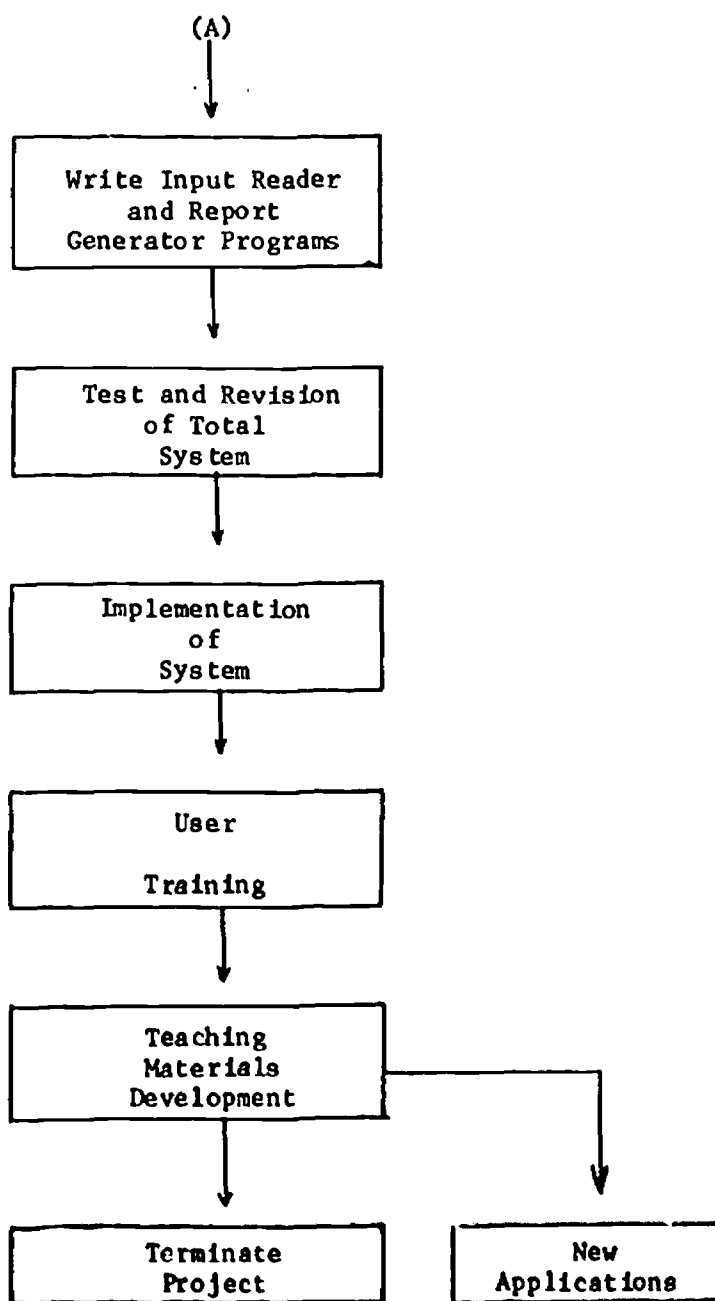 (A)
Write Input Reader
and Report
Generator Programs
Test and Revision
of Total
System
Implementation
of
System
User
Training
Teaching
Materials
Development
Terminate
Project
New
Applications